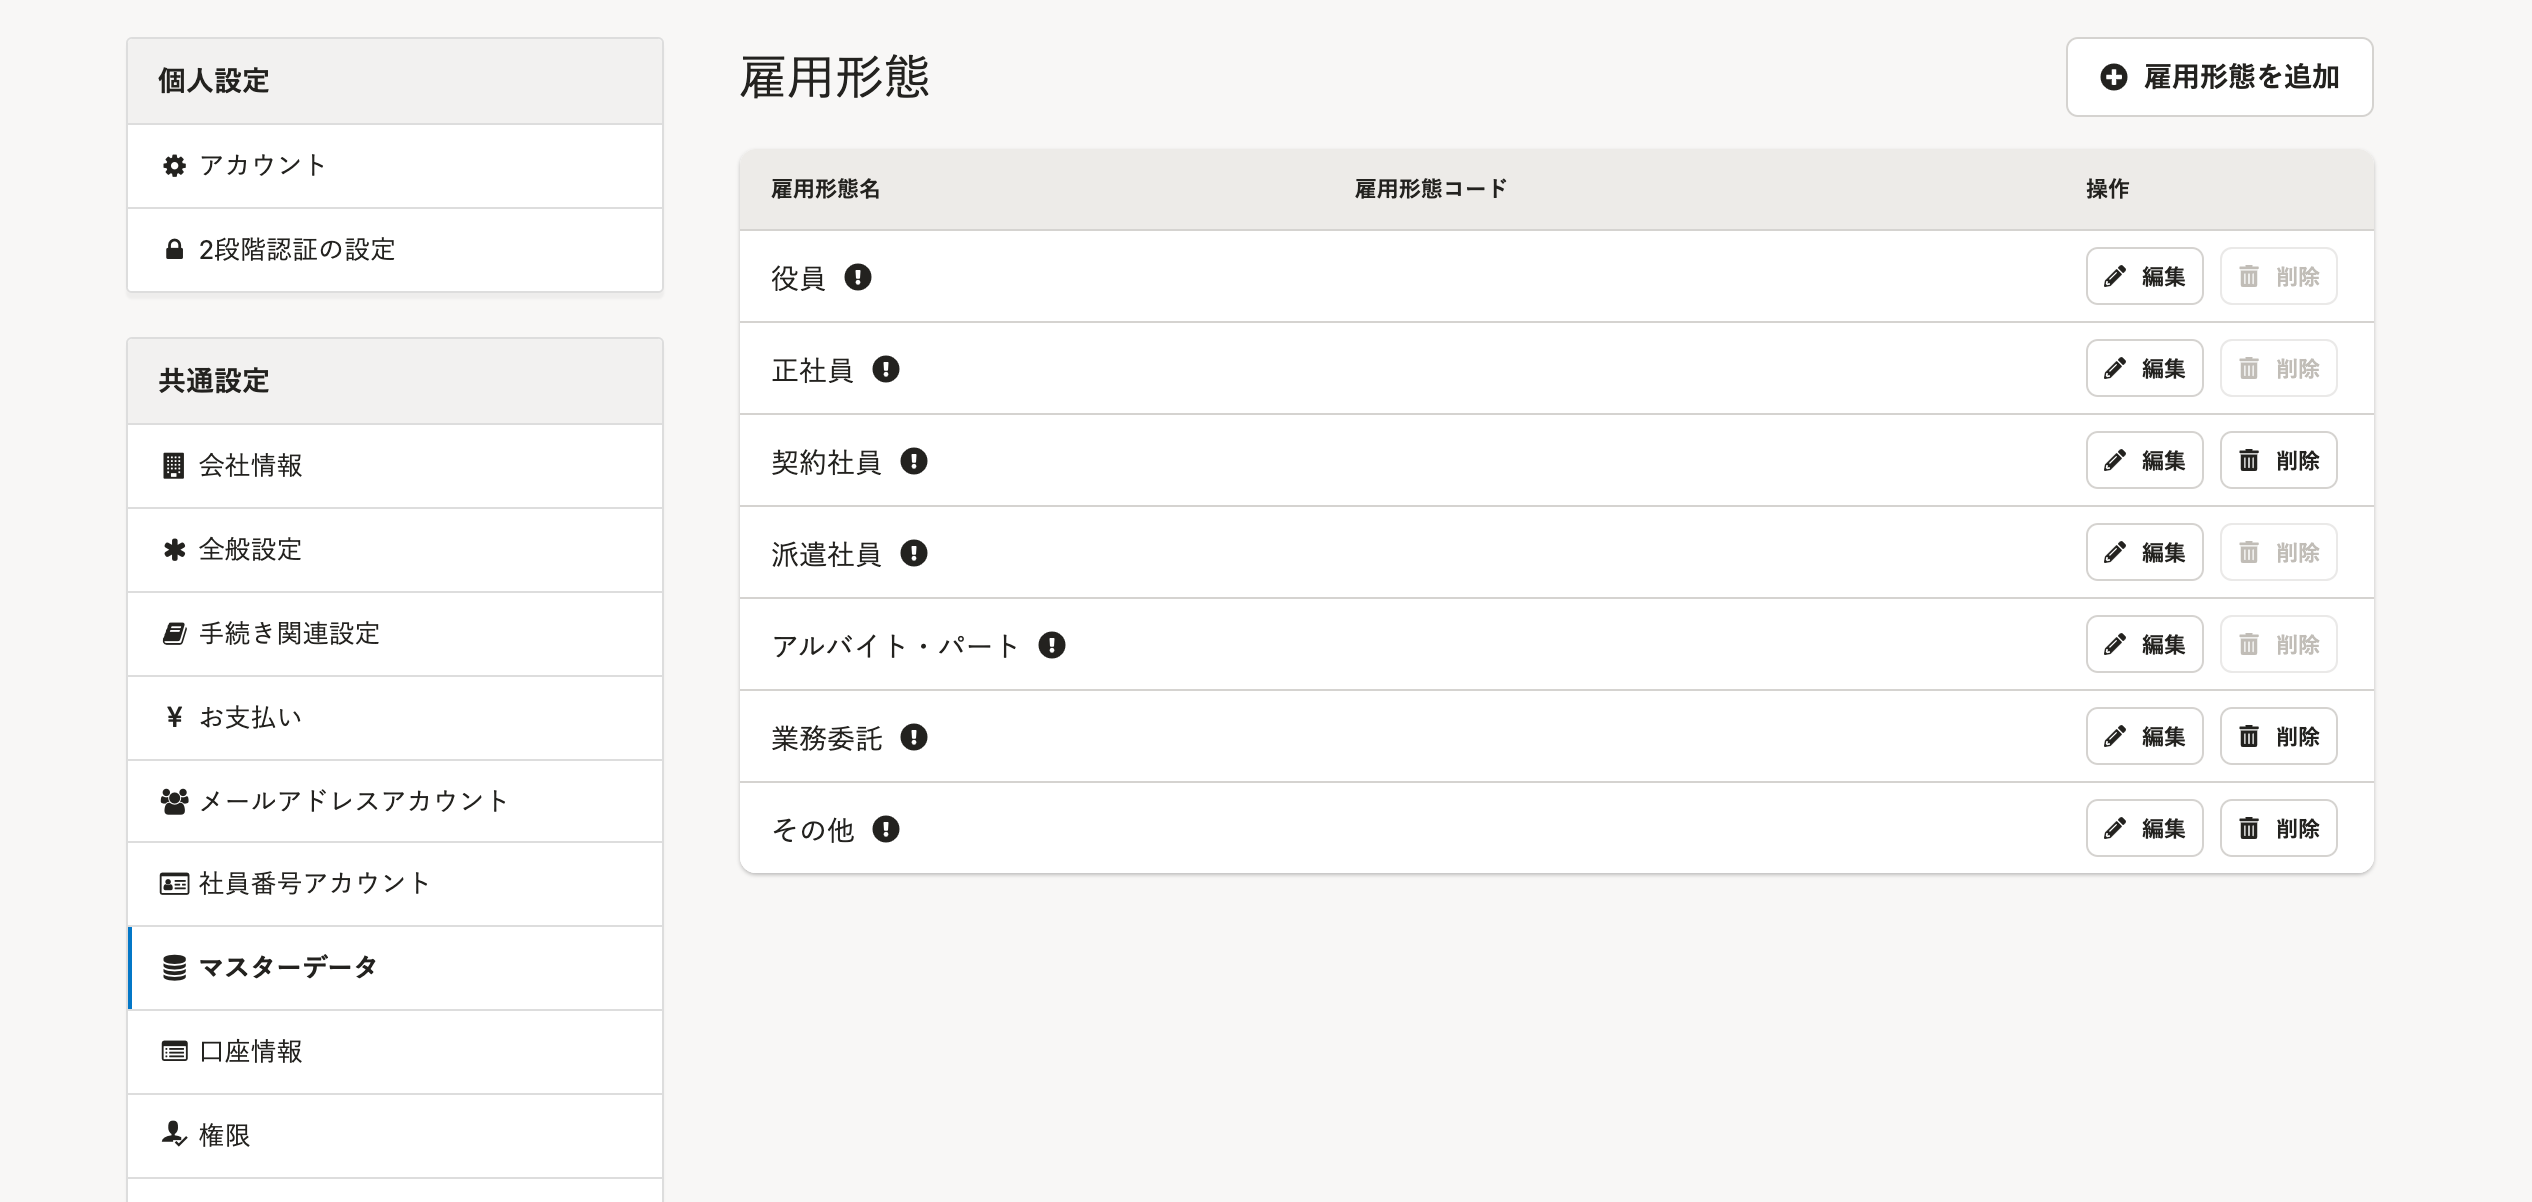 個人設定
アカウント
2段階認証の設定
共通設定
会社情報
全般設定
手続き関連設定
お支払い
メールアドレスアカウント
社員番号アカウント
マスターデータ
口座情報
権限
雇用形態
雇用形態を追加
雇用形態名 雇用形態コード 操作
役員 編集 削除
正社員 編集 削除
契約社員 編集 削除
派遣社員 編集 削除
アルバイト・パート 編集 削除
業務委託 編集 削除
その他 編集 削除